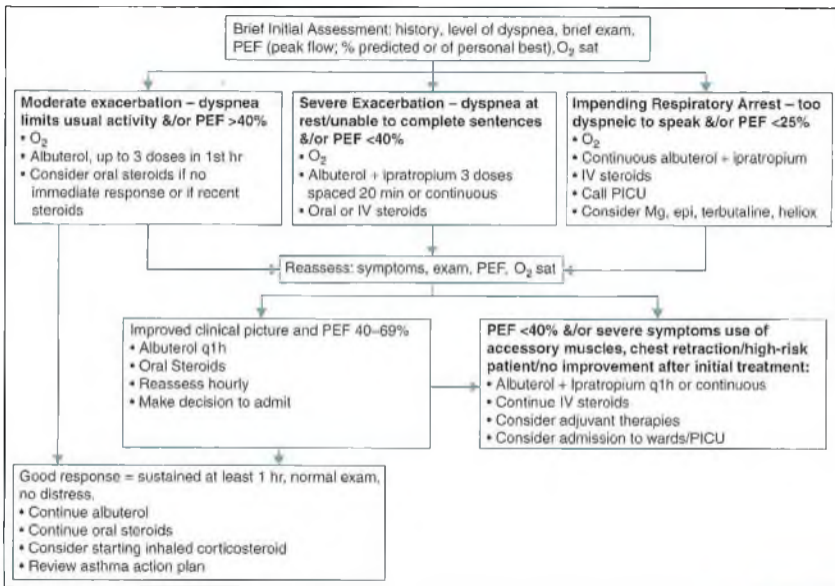 Brief Initial Assessment: history, level of dyspnea, brief exam,
PEF (peak flow; % predicted or of personal best), O₂ sat
Moderate exacerbation – dyspnea
limits usual activity &/or PEF >40%
• O₂
• Albuterol, up to 3 doses in 1st hr
• Consider oral steroids if no
immediate response or if recent
steroids
Severe Exacerbation – dyspnea at
rest/unable to complete sentences
&/or PEF <40%
• O₂
• Albuterol + ipratropium 3 doses
spaced 20 min or continuous
• Oral or IV steroids
Impending Respiratory Arrest – too
dyspneic to speak &/or PEF <25%
• O₂
• Continuous albuterol + ipratropium
• IV steroids
• Call PICU
• Consider Mg, epi, terbutaline, heliox
Reassess: symptoms, exam, PEF, O₂ sat
Improved clinical picture and PEF 40–69%
• Albuterol q1h
• Oral Steroids
• Reassess hourly
• Make decision to admit
PEF <40% &/or severe symptoms use of
accessory muscles, chest retraction/high-risk
patient/no improvement after initial treatment:
• Albuterol + Ipratropium q1h or continuous
• Continue IV steroids
• Consider adjuvant therapies
• Consider admission to wards/PICU
Good response = sustained at least 1 hr, normal exam,
no distress,
• Continue albuterol
• Continue oral steroids
• Consider starting inhaled corticosteroid
• Review asthma action plan